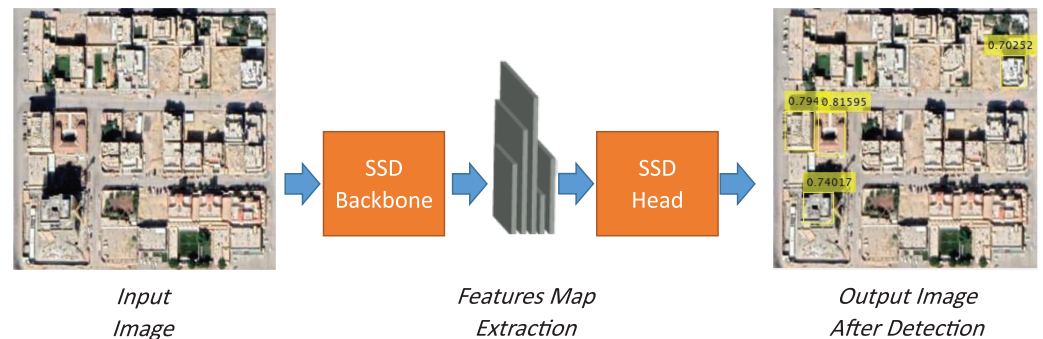 0.70252
0.794
0.81595
SSD
Backbone
SSD
Head
0.74017
Input
Image
Features Map
Extraction
Output Image
After Detection